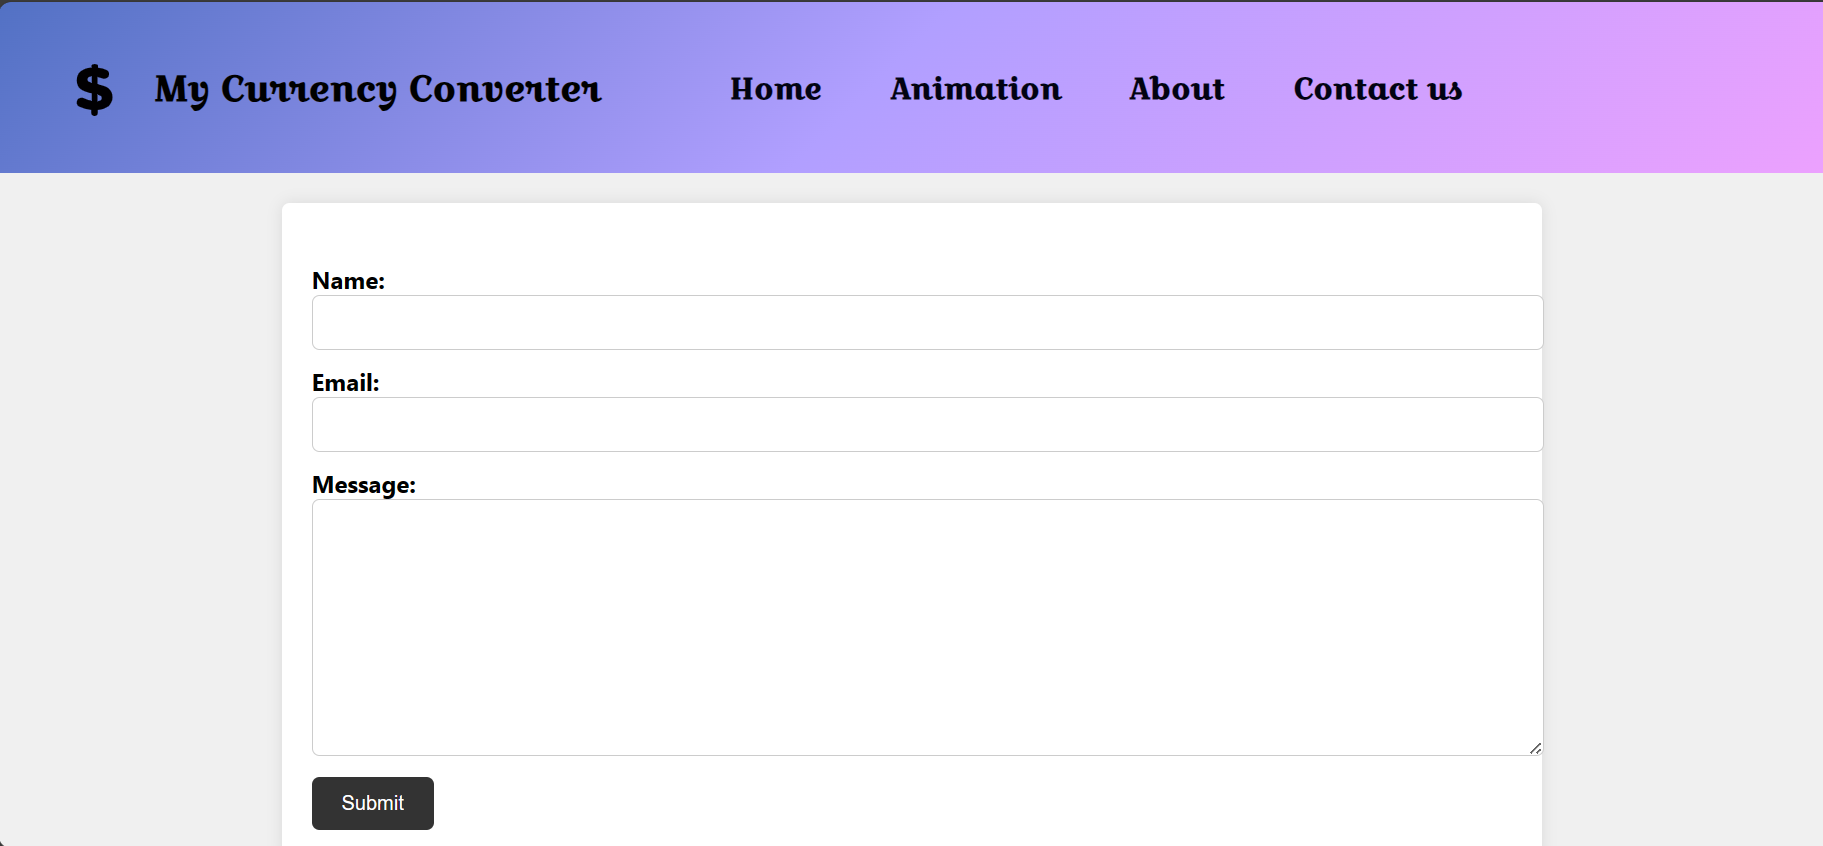 $ My Currency Converter Home Animation About Contact us
Name:
Email:
Message:
Submit